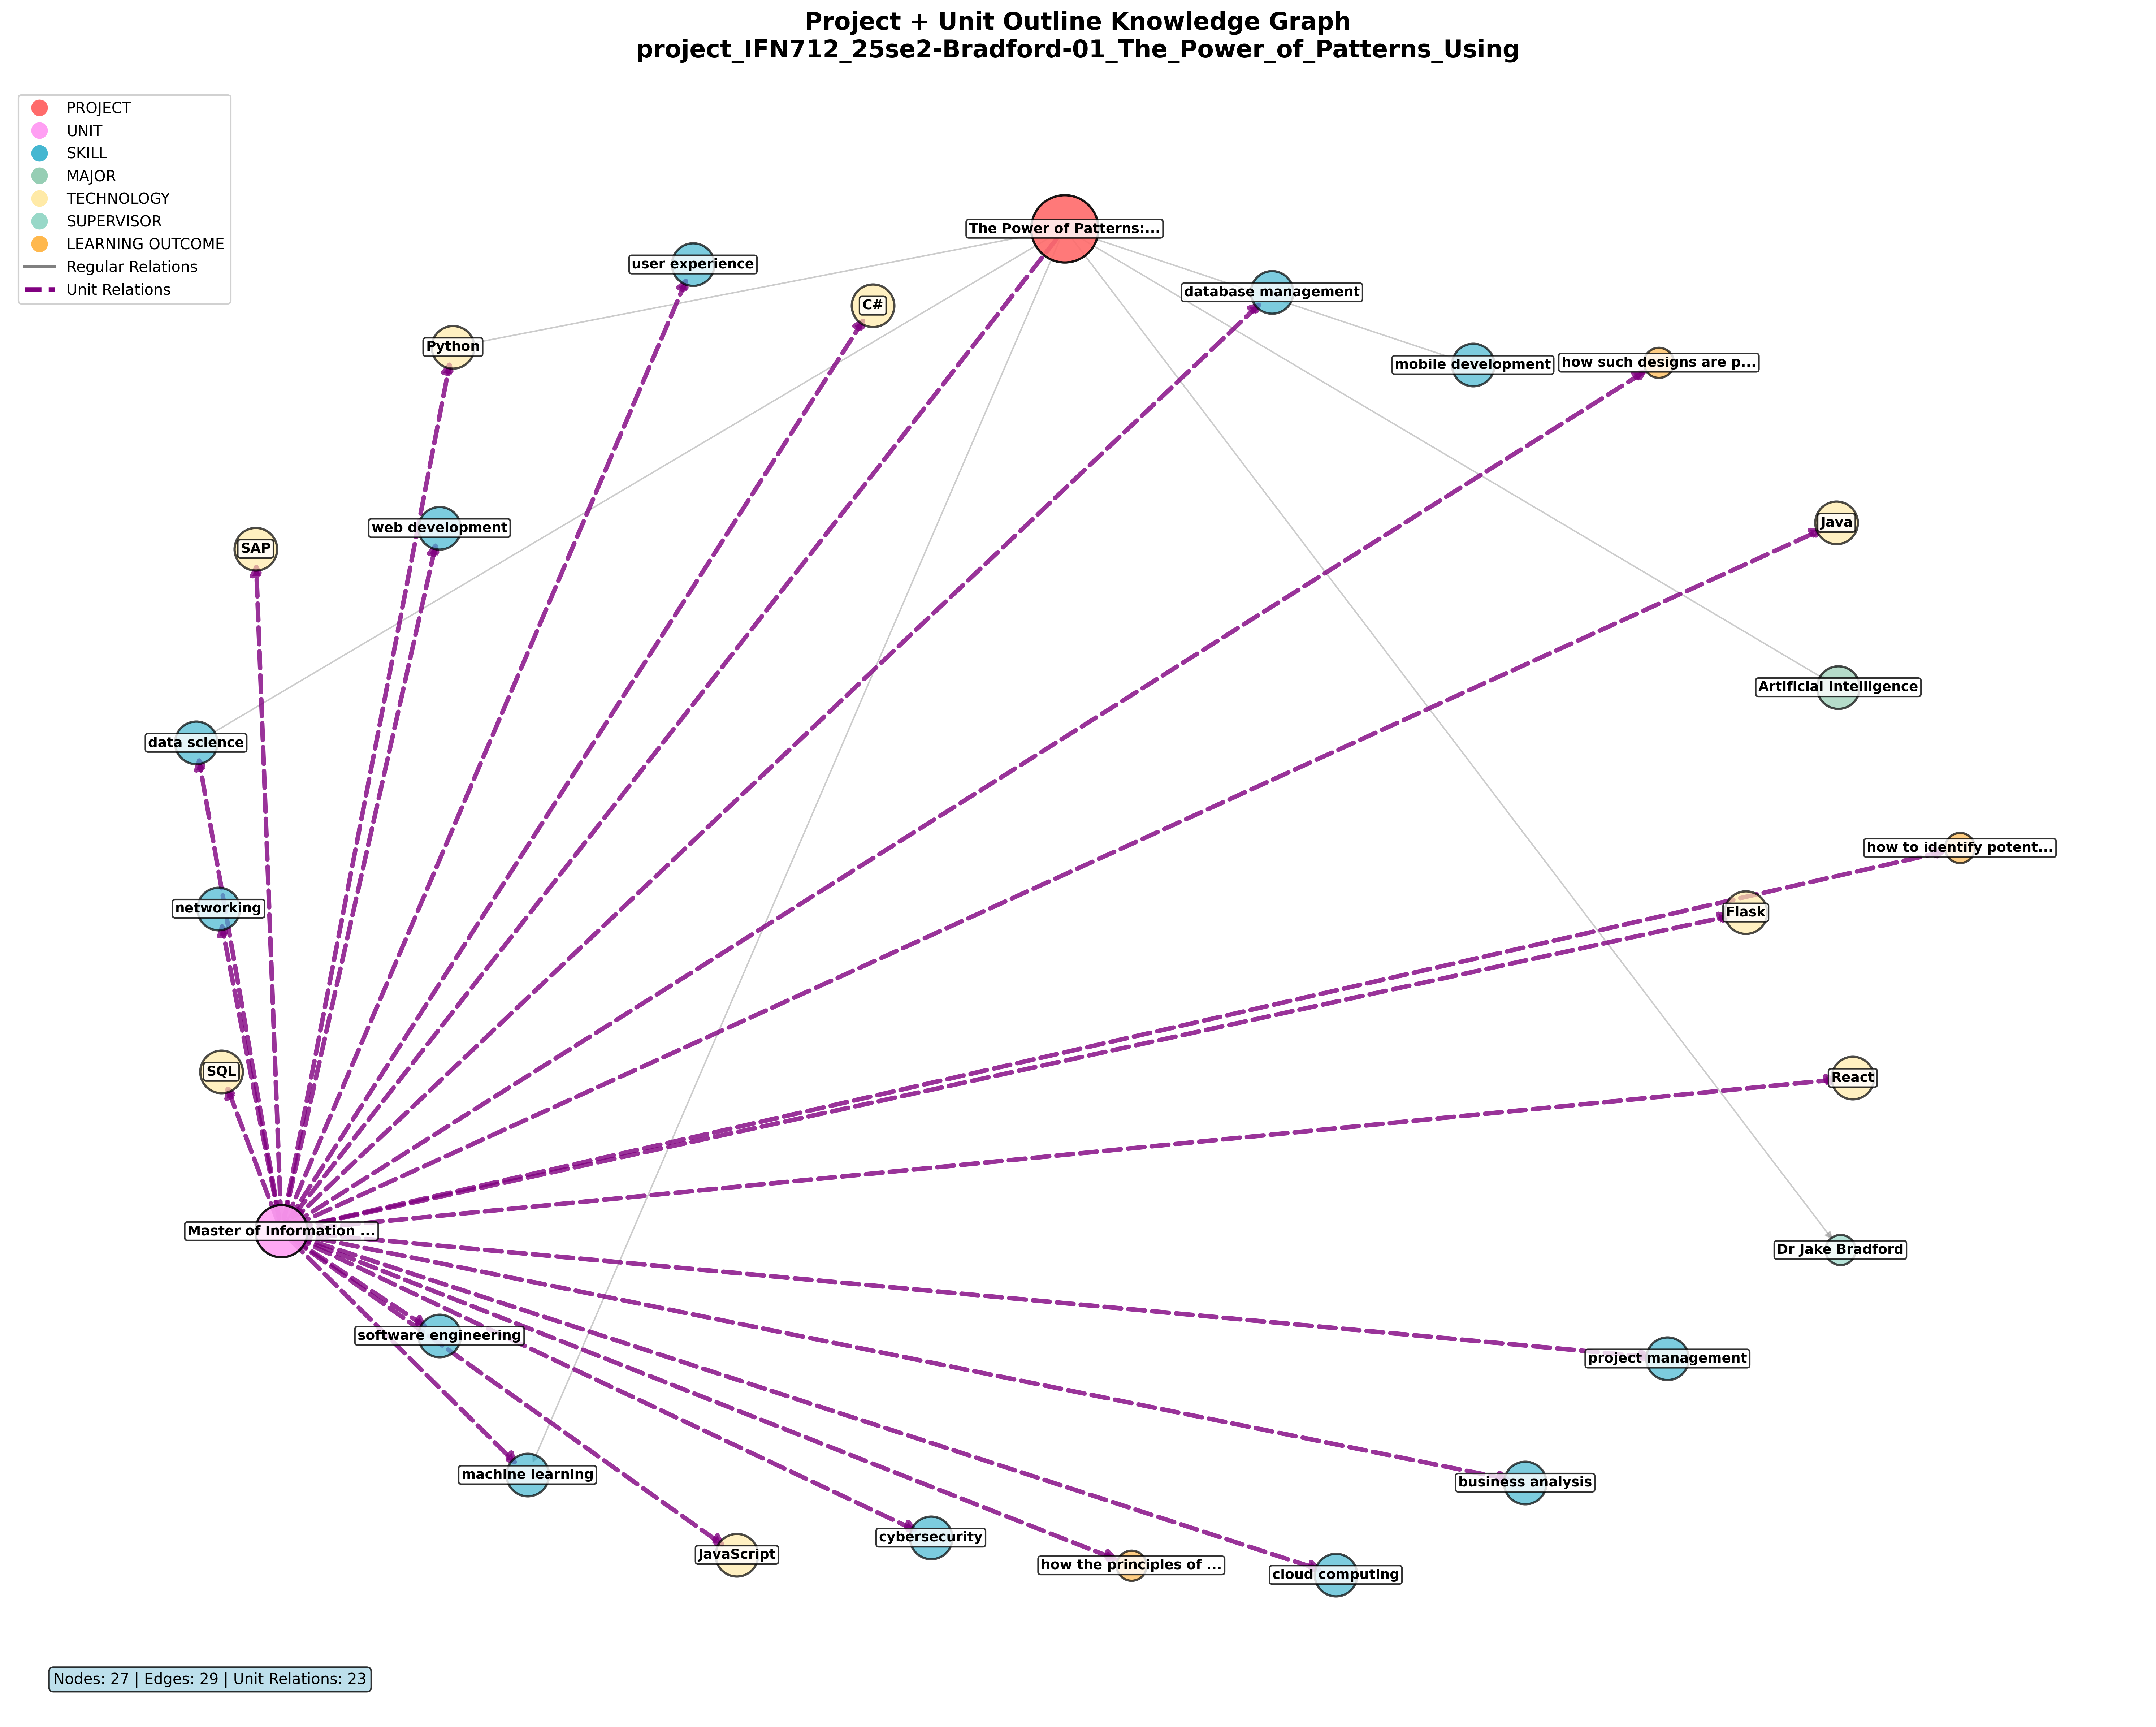 Project + Unit Outline Knowledge Graph
project_IFN712_25se2-Bradford-01_The_Power_of_Patterns_Using
PROJECT
UNIT
SKILL
MAJOR
TECHNOLOGY
SUPERVISOR
LEARNING OUTCOME
Regular Relations
Unit Relations
The Power of Patterns:...
user experience
database management
C#
Python
mobile development
how such designs are p...
Java
web development
SAP
Artificial Intelligence
data science
how to identify potent...
networking
Flask
SQL
React
Master of Information ...
Dr Jake Bradford
software engineering
project management
machine learning
business analysis
cybersecurity
JavaScript
how the principles of ...
cloud computing
Nodes: 27 | Edges: 29 | Unit Relations: 23